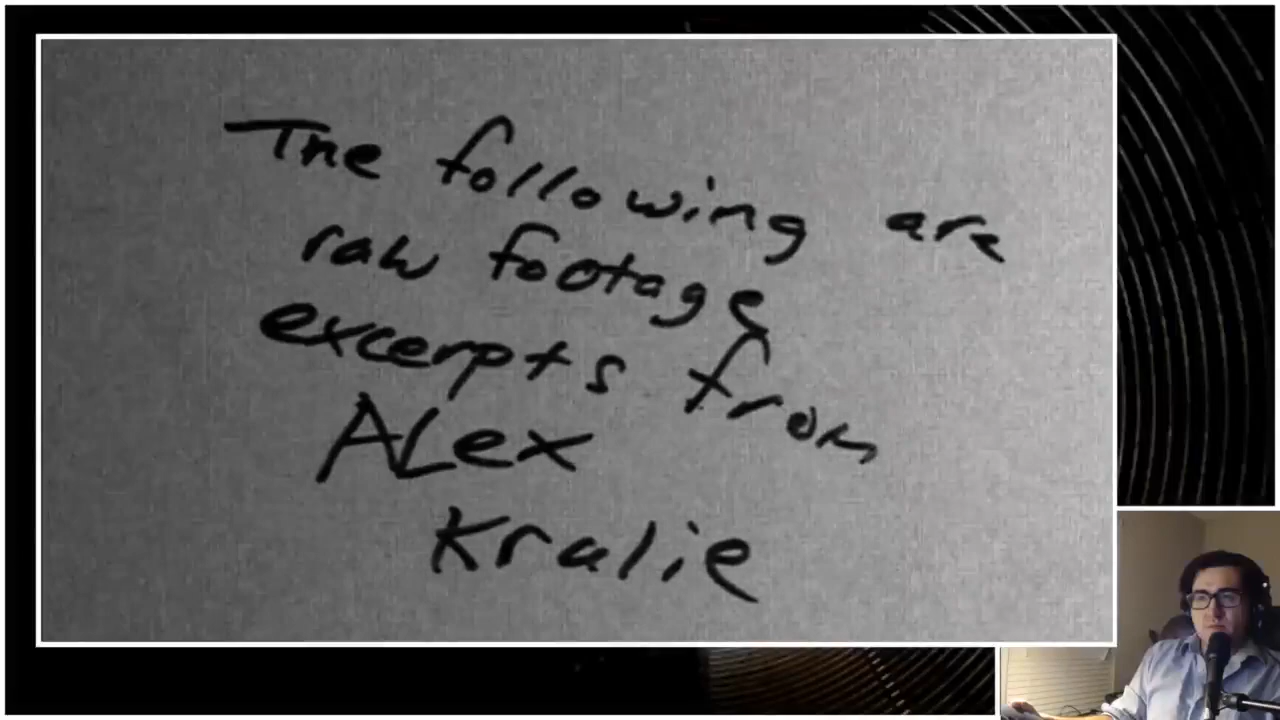 The following are
raw footage
excerpts from
ALex
Kralie